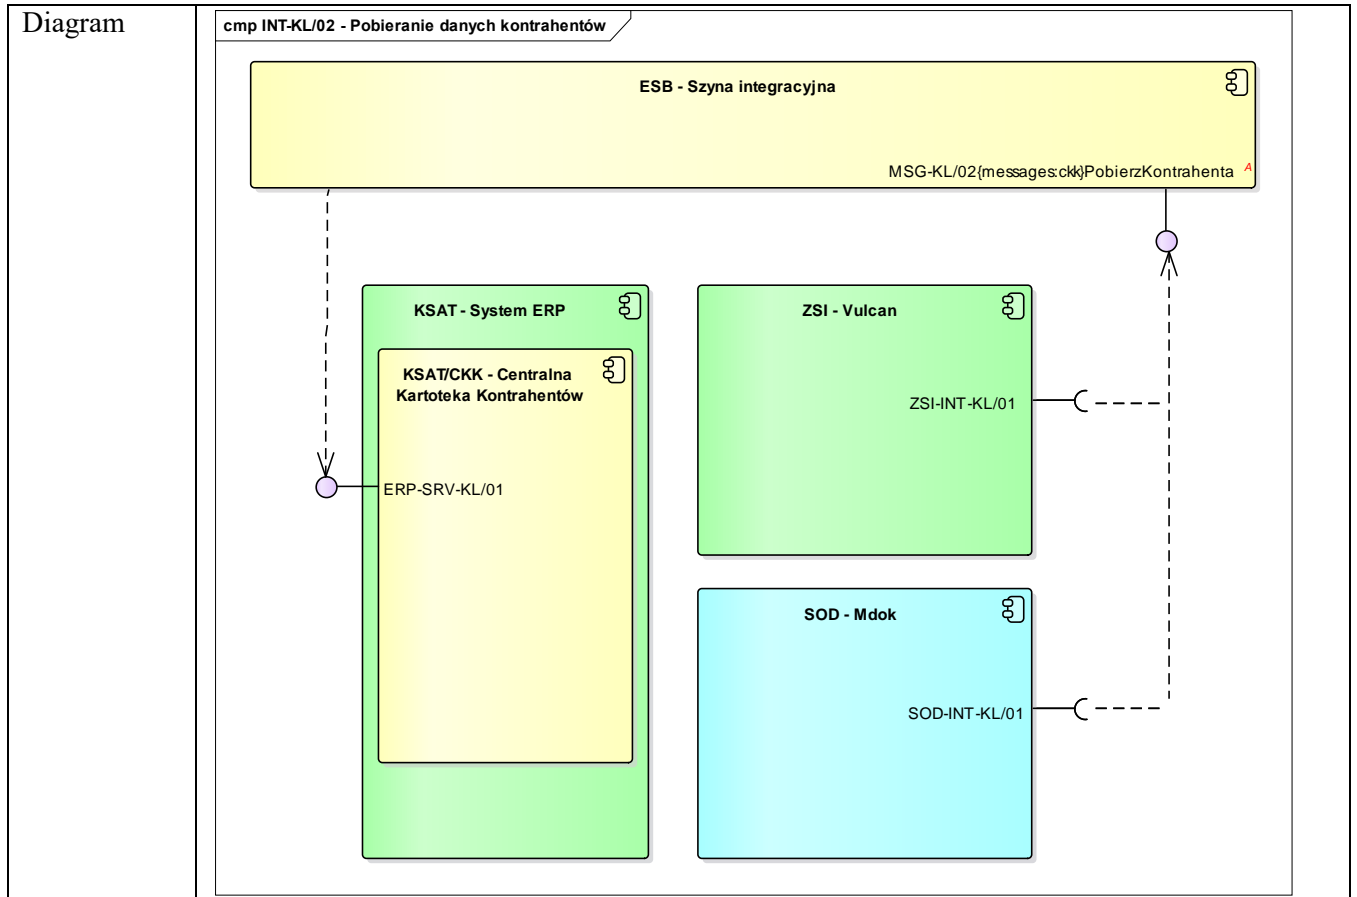 Diagram
cmp INT-KL/02 - Pobieranie danych kontrahentów
ESB - Szyna integracyjna
MSG-KL/02{messages:ckk}PobierzKontrahenta A
KSAT - System ERP
ZSI - Vulcan
KSAT/CKK - Centralna
Kartoteka Kontrahentów
ZSI-INT-KL/01
ERP-SRV-KL/01
SOD - Mdok
SOD-INT-KL/01